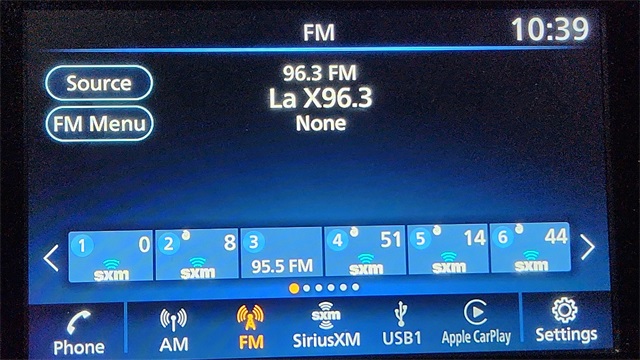 FM
10:39
Source
FM Menu
96.3 FM
La X96.3
None
1 0 sxm
2 8 sxm
3 95.5 FM
4 51 sxm
5 14 sxm
6 44 sxm
Phone
AM
FM
sxm
SiriusXM
USB1
Apple CarPlay
Settings